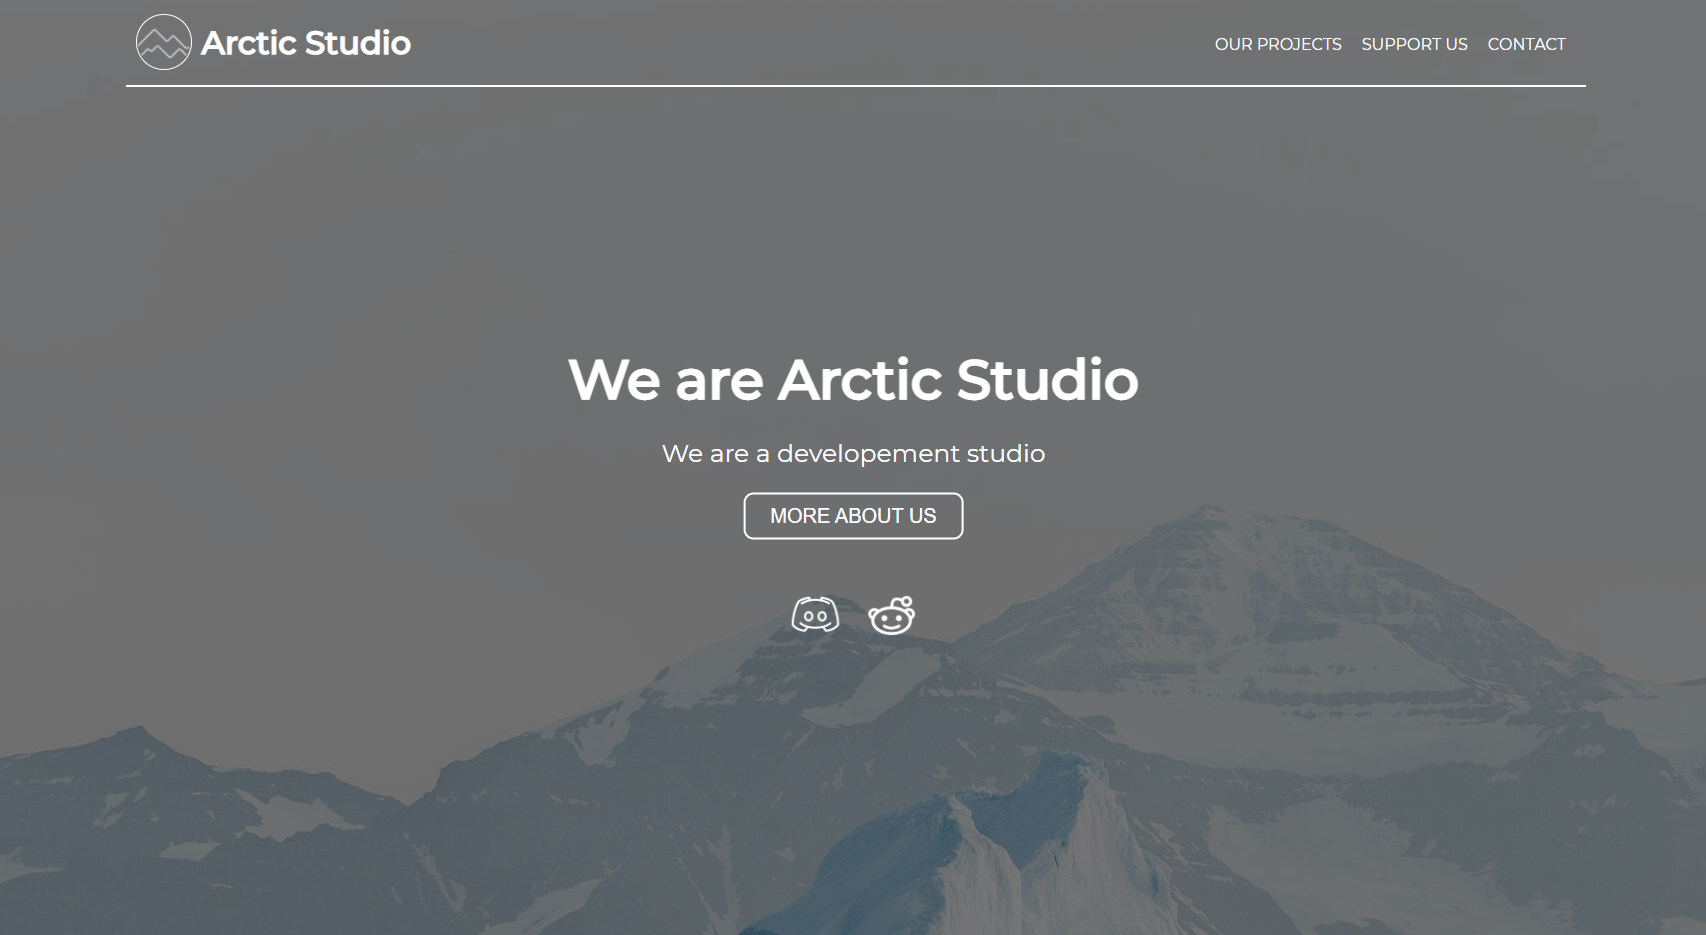 Arctic Studio
OUR PROJECTS SUPPORT US CONTACT
We are Arctic Studio
We are a developement studio
MORE ABOUT US